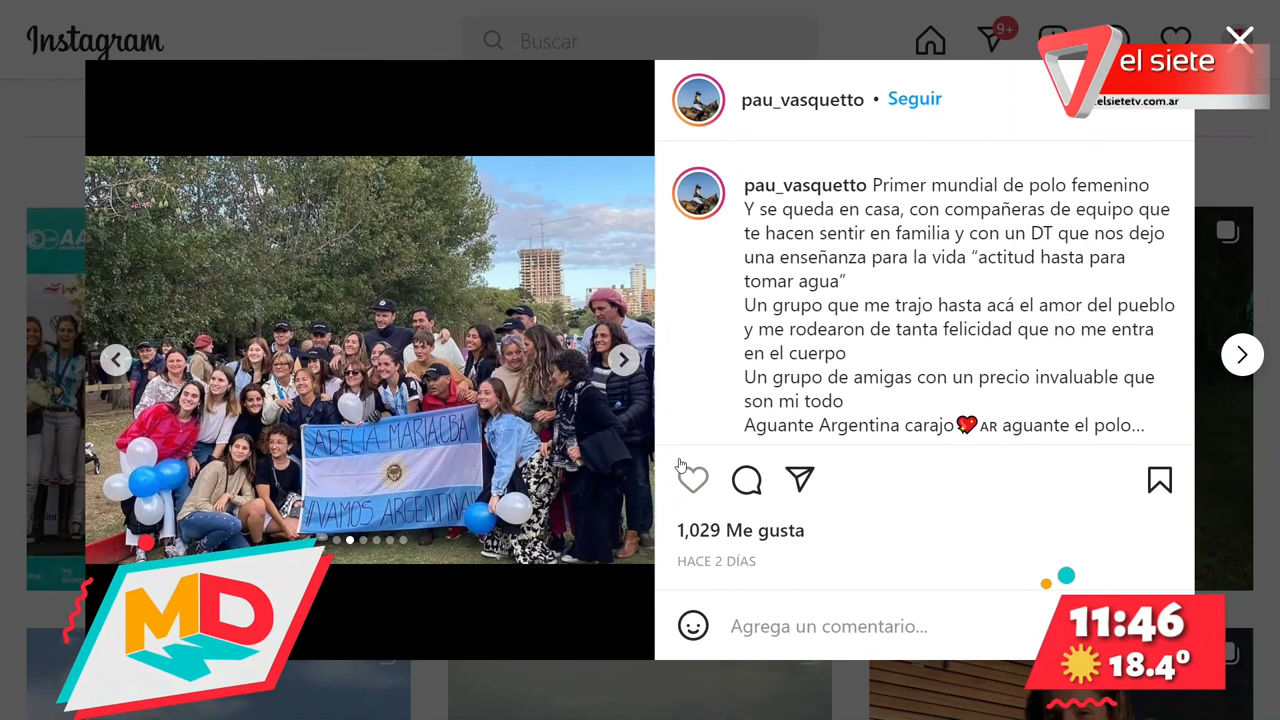 Instagram
Buscar
9+
el siete
elsietetv.com.ar
pau_vasquetto • Seguir
pau_vasquetto Primer mundial de polo femenino
Y se queda en casa, con compañeras de equipo que
te hacen sentir en familia y con un DT que nos dejo
una enseñanza para la vida “actitud hasta para
tomar agua”
Un grupo que me trajo hasta acá el amor del pueblo
y me rodearon de tanta felicidad que no me entra
en el cuerpo
Un grupo de amigas con un precio invaluable que
son mi todo
Aguante Argentina carajo💘 AR aguante el polo...
ADELIA MARIACBA
VAMOS ARGENTINA
1,029 Me gusta
HACE 2 DÍAS
Agrega un comentario...
MD
11:46
18.4º